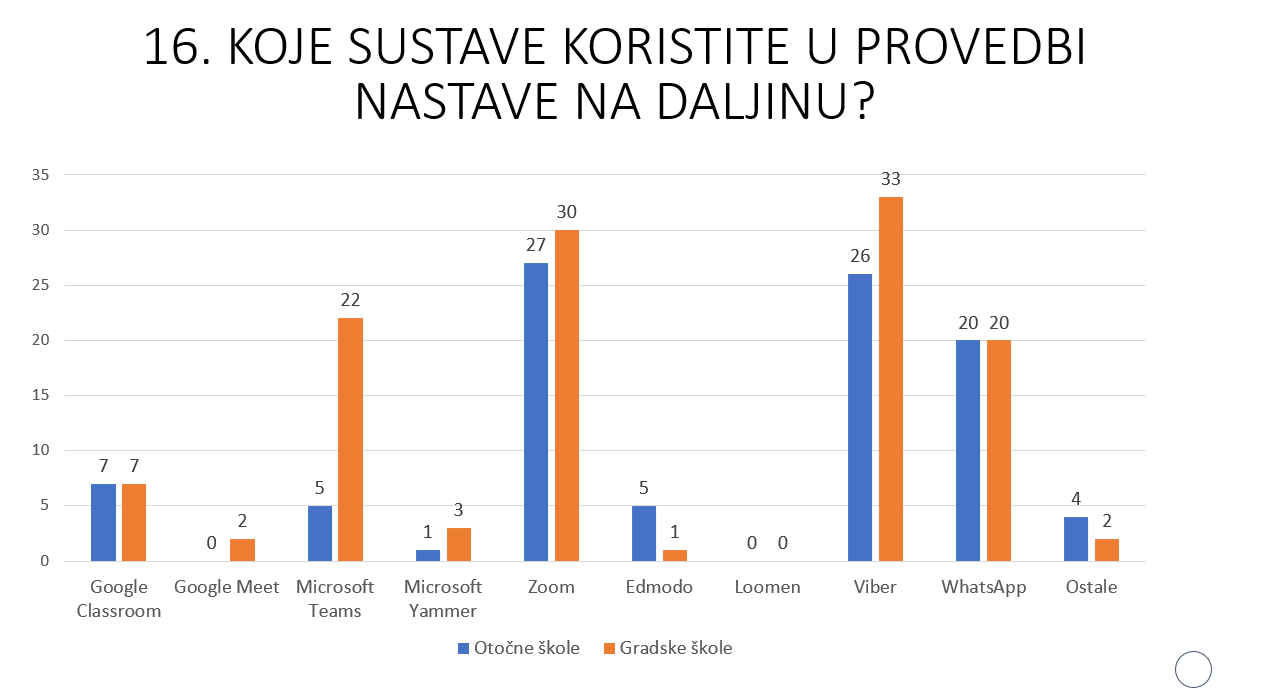 16. KOJE SUSTAVE KORISTITE U PROVEDBI
NASTAVE NA DALJINU?
35
30
25
20
15
10
5
0
7 7
0 2
5 22
1 3
27 30
5 1
0 0
26 33
20 20
4 2
Google Classroom
Google Meet
Microsoft Teams
Microsoft Yammer
Zoom
Edmodo
Loomen
Viber
WhatsApp
Ostale
Otočne škole Gradske škole